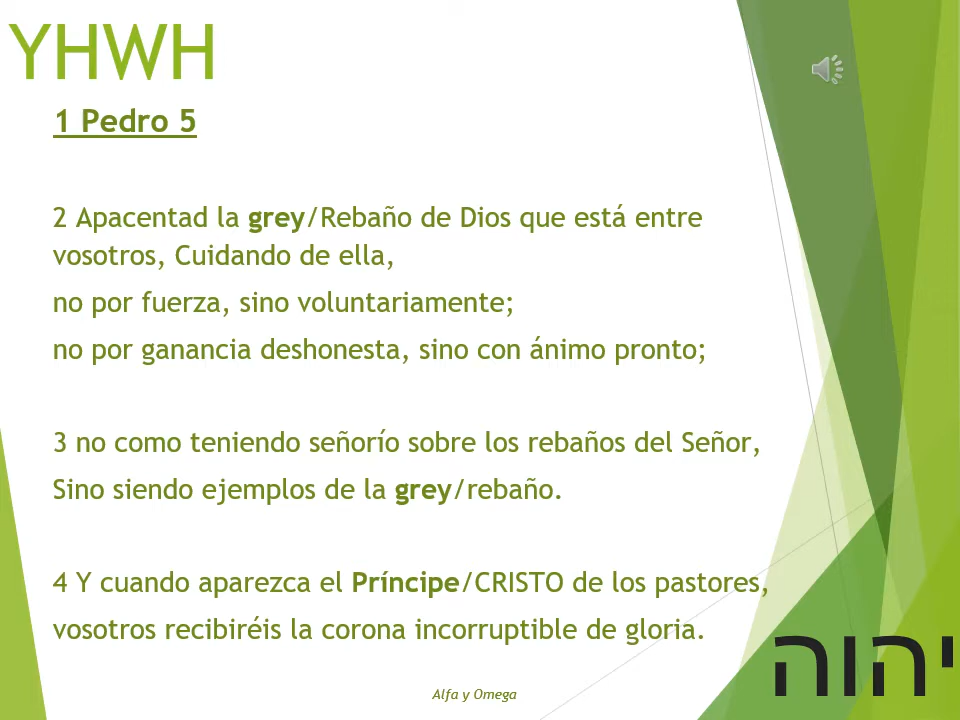 YHWH
1 Pedro 5
2 Apacentad la grey/Rebaño de Dios que está entre
vosotros, Cuidando de ella,
no por fuerza, sino voluntariamente;
no por ganancia deshonesta, sino con ánimo pronto;
3 no como teniendo señorío sobre los rebaños del Señor,
Sino siendo ejemplos de la grey/rebaño.
4 Y cuando aparezca el Príncipe/CRISTO de los pastores,
vosotros recibiréis la corona incorruptible de gloria.
יהוה
Alfa y Omega